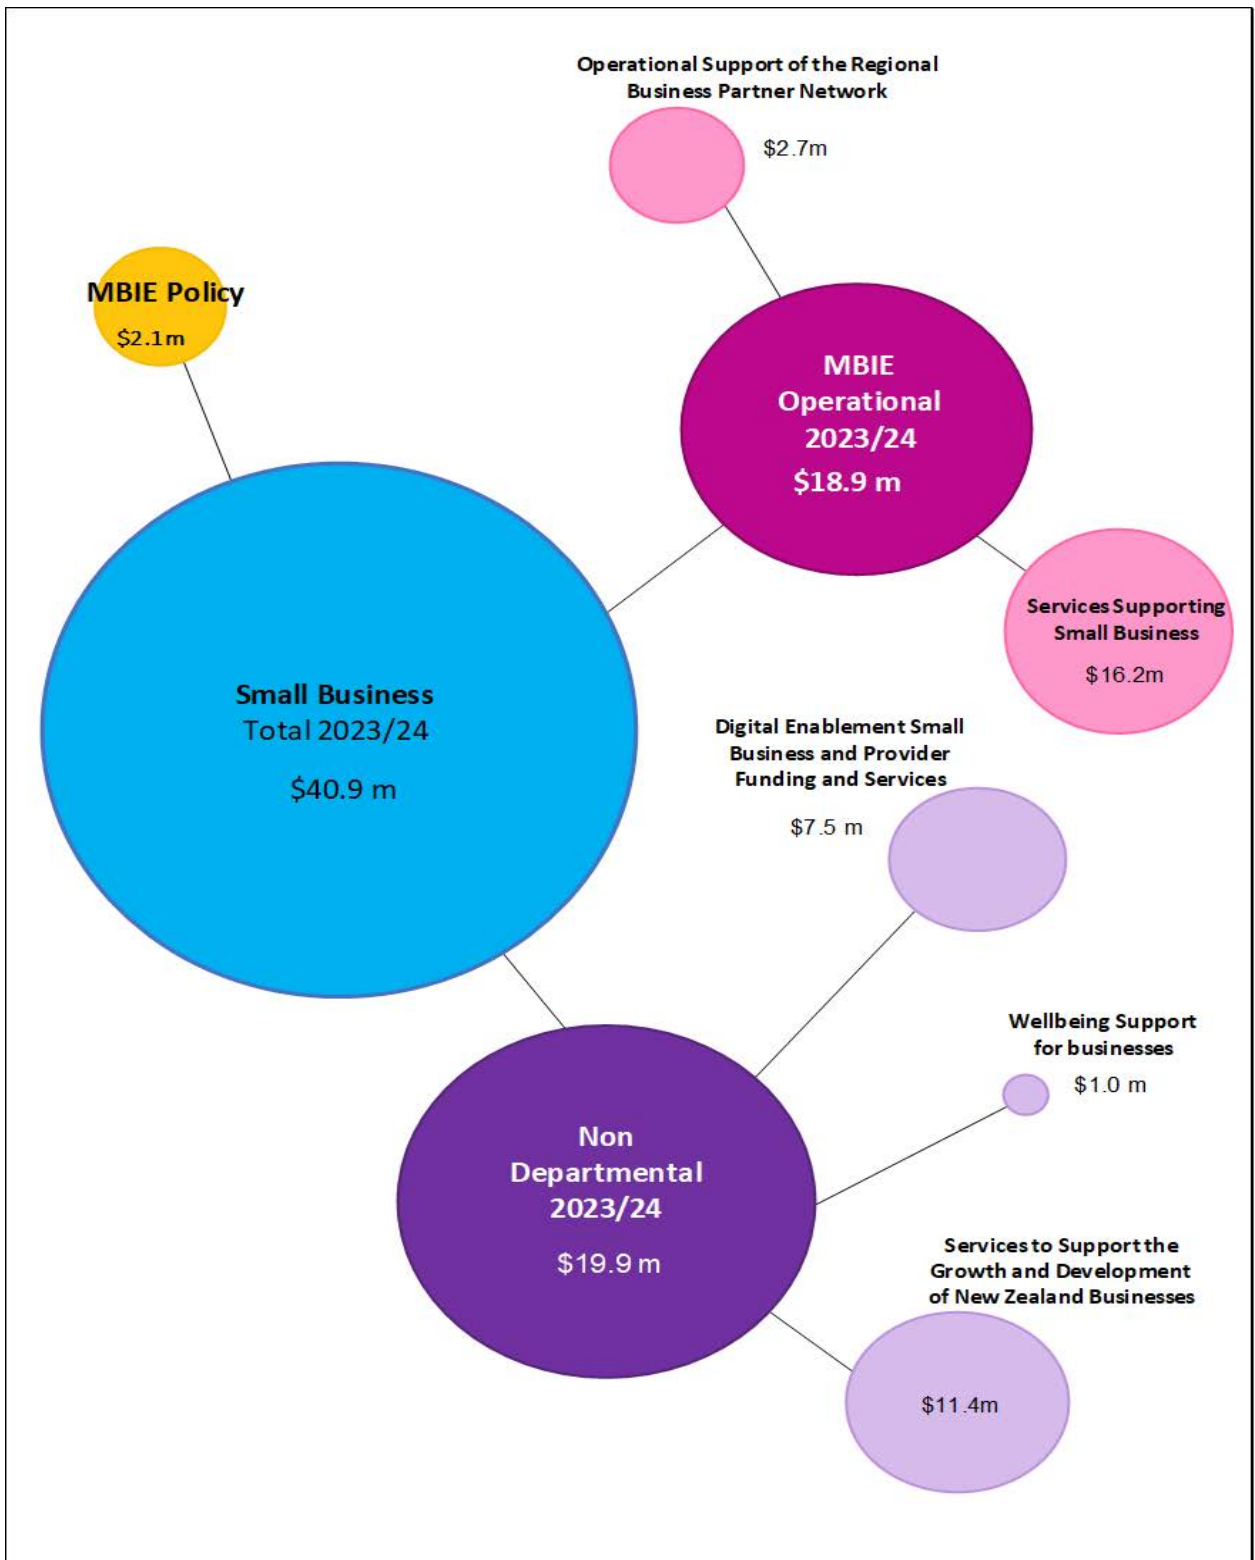 Operational Support of the Regional
Business Partner Network
$2.7m
MBIE Policy
$2.1m
MBIE
Operational
2023/24
$18.9 m
Services Supporting
Small Business
$16.2m
Small Business
Total 2023/24
$40.9 m
Digital Enablement Small
Business and Provider
Funding and Services
$7.5 m
Wellbeing Support
for businesses
$1.0 m
Non
Departmental
2023/24
$19.9 m
Services to Support the
Growth and Development
of New Zealand Businesses
$11.4m